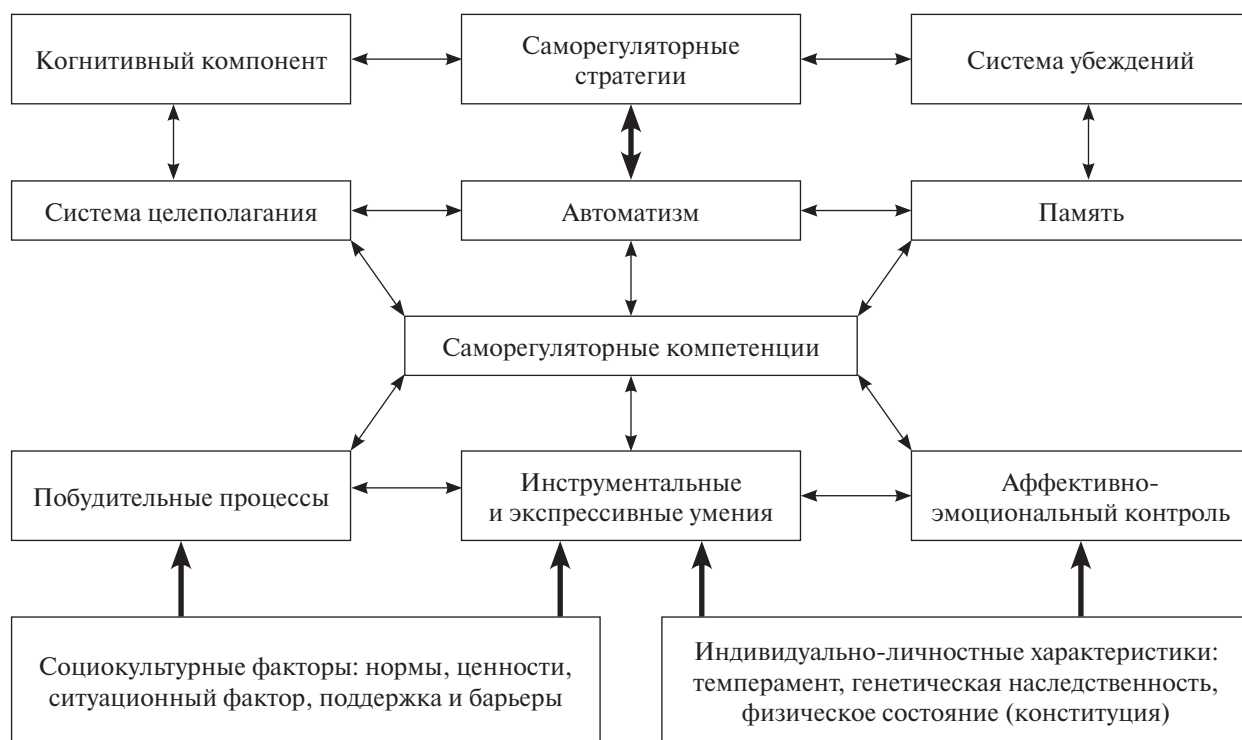 Когнитивный компонент
Саморегуляторные
стратегии
Система убеждений
Система целеполагания
Автоматизм
Память
Саморегуляторные компетенции
Побудительные процессы
Инструментальные
и экспрессивные умения
Аффективно-
эмоциональный контроль
Социокультурные факторы: нормы, ценности,
ситуационный фактор, поддержка и барьеры
Индивидуально-личностные характеристики:
темперамент, генетическая наследственность,
физическое состояние (конституция)